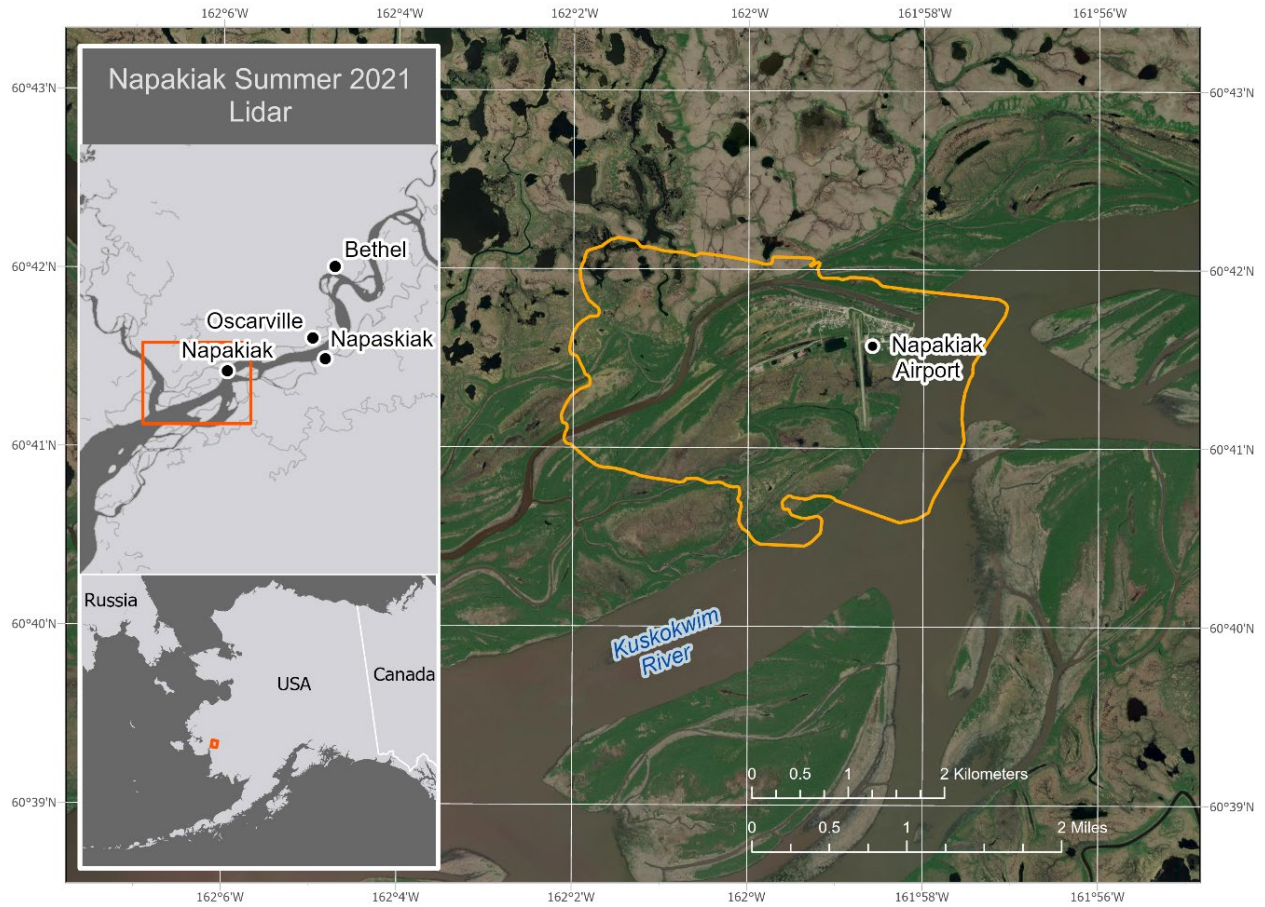 162°6'W
162°4'W
162°2'W
162°W
161°58'W
161°56'W
60°43'N
60°42'N
60°41'N
60°40'N
60°39'N
Napakiak Summer 2021
Lidar
Bethel
Oscarville
Napaskiak
Napakiak
Russia
USA
Canada
Napakiak
Airport
Kuskokwim
River
0 0.5 1 2 Kilometers
0 0.5 1 2 Miles
60°43'N
60°42'N
60°41'N
60°40'N
60°39'N
162°6'W
162°4'W
162°2'W
162°W
161°58'W
161°56'W